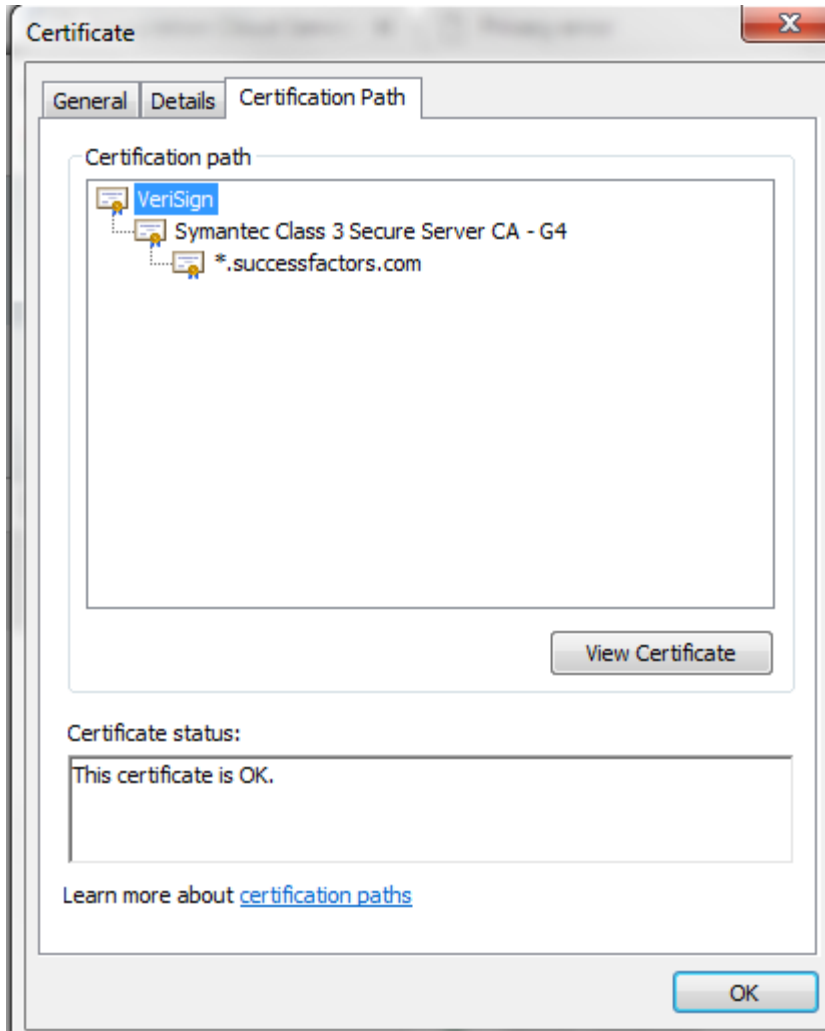 Certificate
General
Details
Certification Path
Certification path
VeriSign
Symantec Class 3 Secure Server CA - G4
*.successfactors.com
View Certificate
Certificate status:
This certificate is OK.
Learn more about certification paths
OK